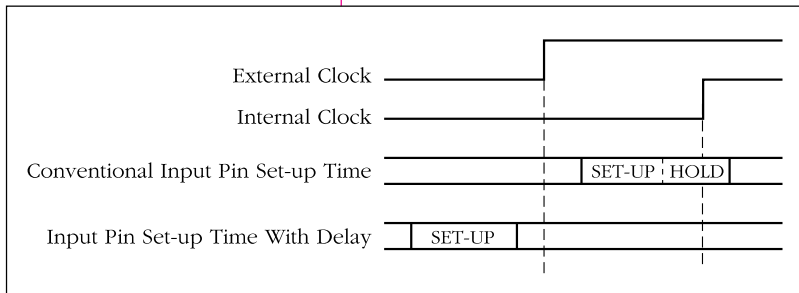 External Clock
Internal Clock
Conventional Input Pin Set-up Time
SET-UP HOLD
Input Pin Set-up Time With Delay
SET-UP